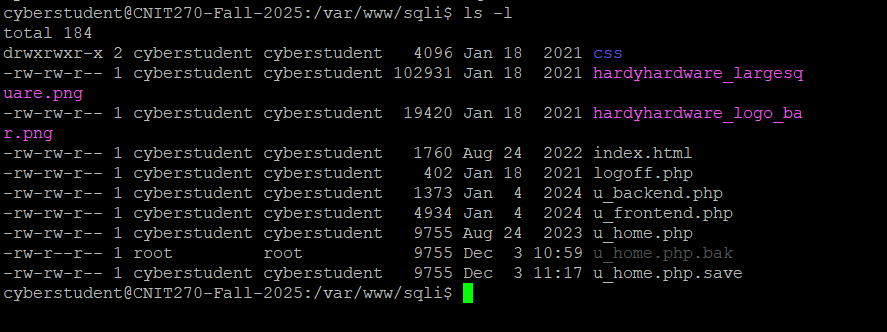 cyberstudent@CNIT270-Fall-2025:/var/www/sqli$ ls -l
total 184
drwxrwxr-x 2 cyberstudent cyberstudent   4096 Jan 18  2021 css
-rw-rw-r-- 1 cyberstudent cyberstudent 102931 Jan 18  2021 hardyhardware_largesq
uare.png
-rw-rw-r-- 1 cyberstudent cyberstudent  19420 Jan 18  2021 hardyhardware_logo_ba
r.png
-rw-rw-r-- 1 cyberstudent cyberstudent   1760 Aug 24  2022 index.html
-rw-rw-r-- 1 cyberstudent cyberstudent    402 Jan 18  2021 logoff.php
-rw-rw-r-- 1 cyberstudent cyberstudent   1373 Jan  4  2024 u_backend.php
-rw-rw-r-- 1 cyberstudent cyberstudent   4934 Jan  4  2024 u_frontend.php
-rw-rw-r-- 1 cyberstudent cyberstudent   9755 Aug 24  2023 u_home.php
-rw-r--r-- 1 root         root           9755 Dec  3 10:59 u_home.php.bak
-rw-rw-r-- 1 cyberstudent cyberstudent   9755 Dec  3 11:17 u_home.php.save
cyberstudent@CNIT270-Fall-2025:/var/www/sqli$